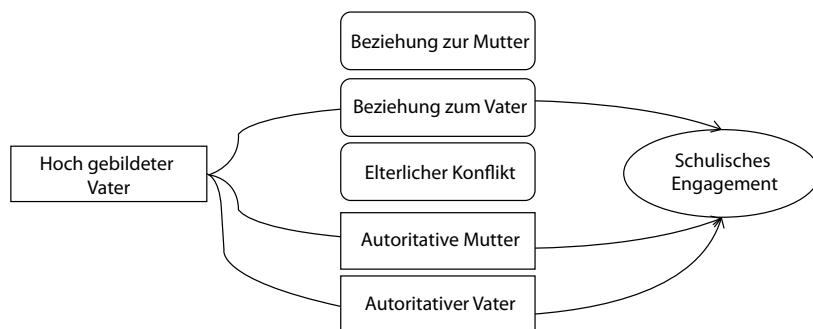 Beziehung zur Mutter
Beziehung zum Vater
Hoch gebildeter
Vater
Elterlicher Konflikt
Schulisches
Engagement
Autoritative Mutter
Autoritativer Vater